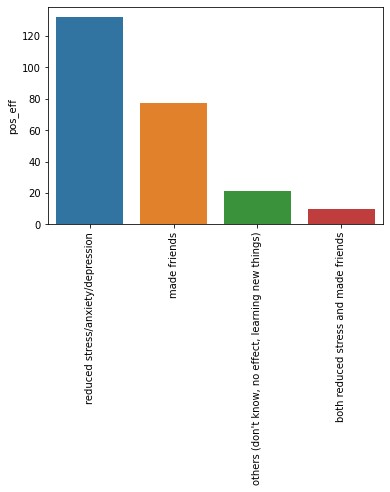 120
100
80
60
40
20
0
pos_eff
reduced stress/anxiety/depression
made friends
others (don't know, no effect, learning new things)
both reduced stress and made friends